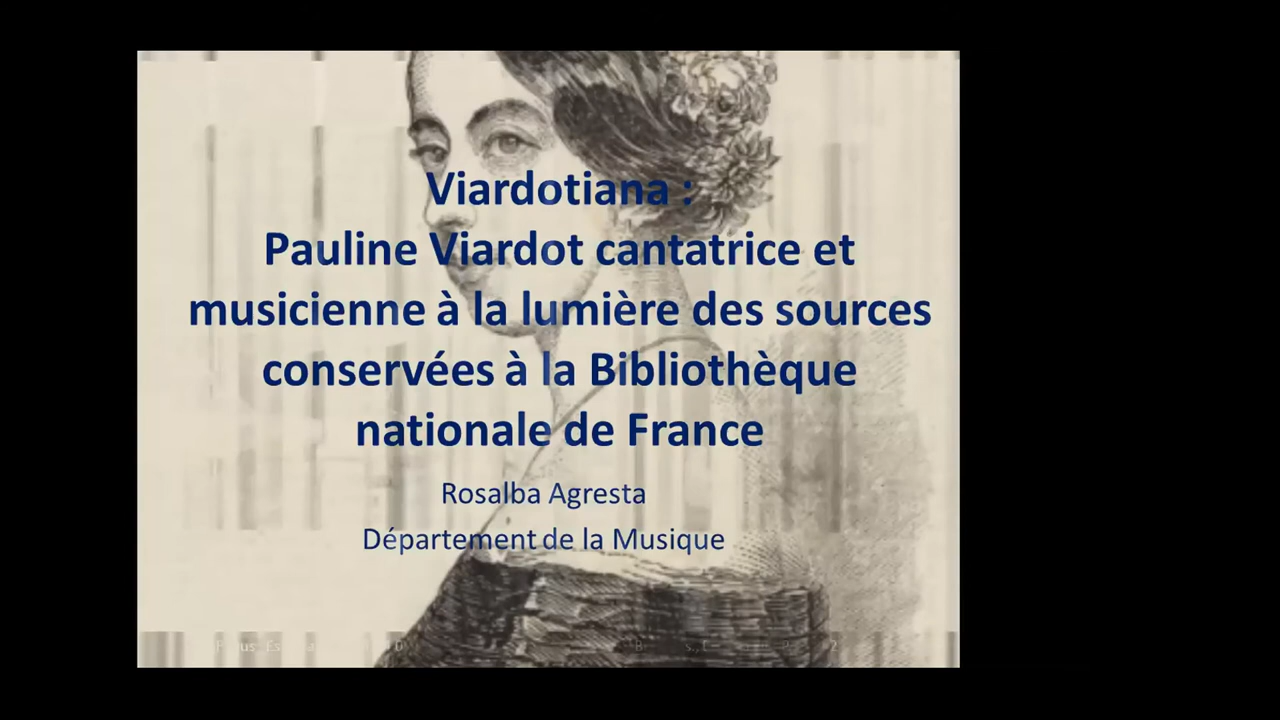 Viardotiana :
Pauline Viardot cantatrice et
musicienne à la lumière des sources
conservées à la Bibliothèque
nationale de France
Rosalba Agresta
Département de la Musique